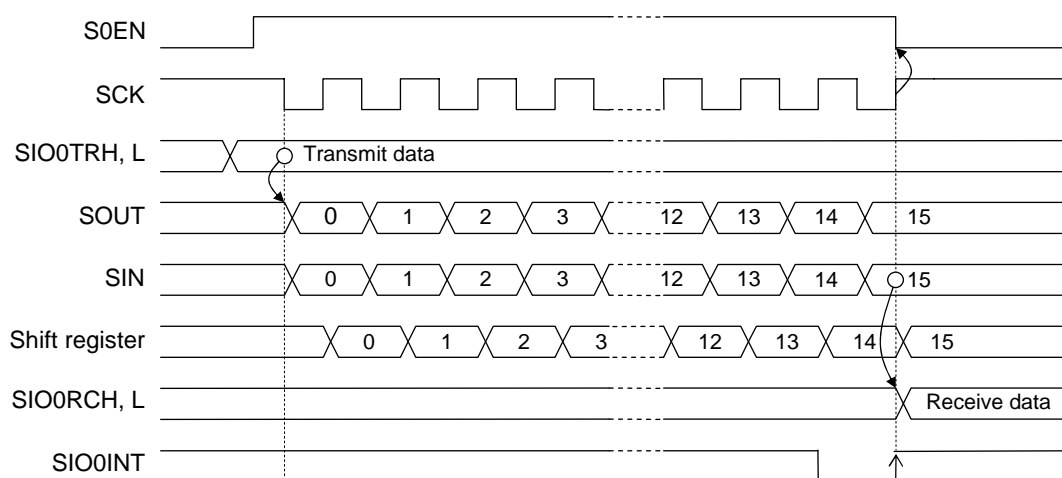 S0EN
SCK
SIO0TRH, L Transmit data
SOUT 0 1 2 3 12 13 14 15
SIN 0 1 2 3 12 13 14 15
Shift register 0 1 2 3 12 13 14 15
SIO0RCH, L Receive data
SIO0INT